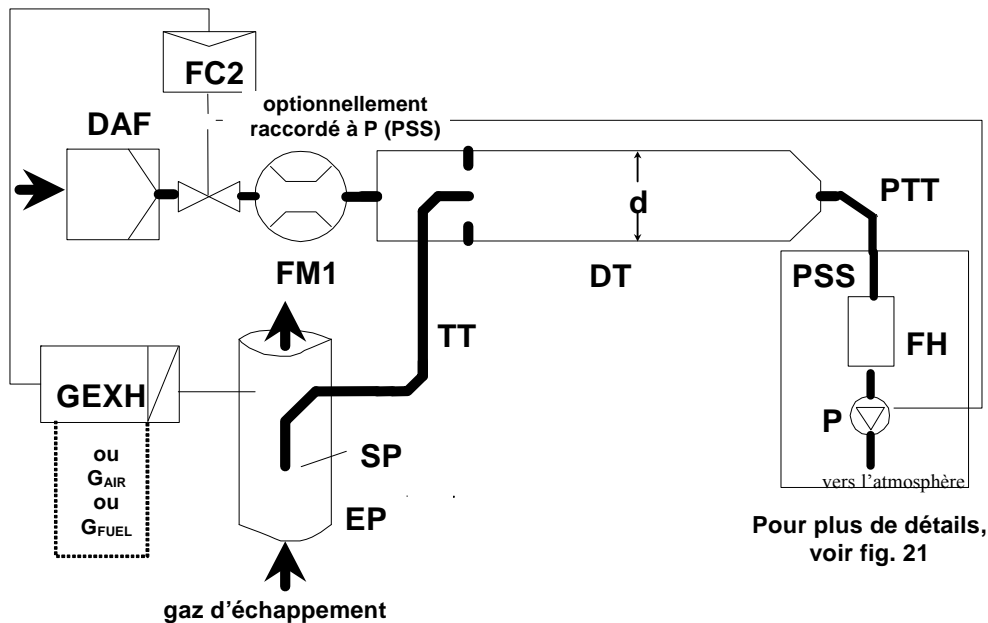 FC2
optionnellement
raccordé à P (PSS)
DAF
d
PTT
FM1
DT
PSS
TT
FH
GEXH
P
ou
GAIR
ou
GFUEL
SP
EP
vers l'atmosphère
Pour plus de détails,
voir fig. 21
gaz d'échappement